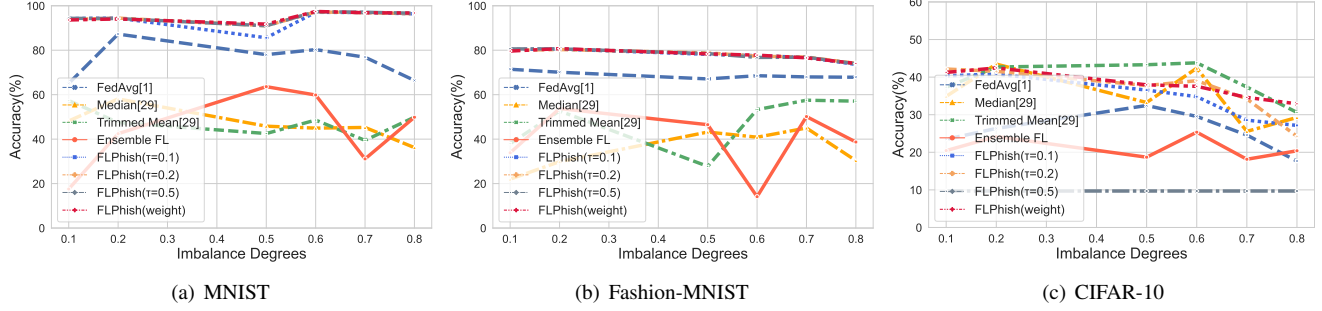 100
80
60
40
20
0
Accuracy(%)
FedAvg[1]
Median[29]
Trimmed Mean[29]
Ensemble FL
FLPhish(τ=0.1)
FLPhish(τ=0.2)
FLPhish(τ=0.5)
FLPhish(weight)
0.1 0.2 0.3 0.4 0.5 0.6 0.7 0.8
Imbalance Degrees
(a) MNIST
100
80
60
40
20
0
Accuracy(%)
FedAvg[1]
Median[29]
Trimmed Mean[29]
Ensemble FL
FLPhish(τ=0.1)
FLPhish(τ=0.2)
FLPhish(τ=0.5)
FLPhish(weight)
0.1 0.2 0.3 0.4 0.5 0.6 0.7 0.8
Imbalance Degrees
(b) Fashion-MNIST
60
50
40
30
20
10
0
Accuracy(%)
FedAvg[1]
Median[29]
Trimmed Mean[29]
Ensemble FL
FLPhish(τ=0.1)
FLPhish(τ=0.2)
FLPhish(τ=0.5)
FLPhish(weight)
0.1 0.2 0.3 0.4 0.5 0.6 0.7 0.8
Imbalance Degrees
(c) CIFAR-10